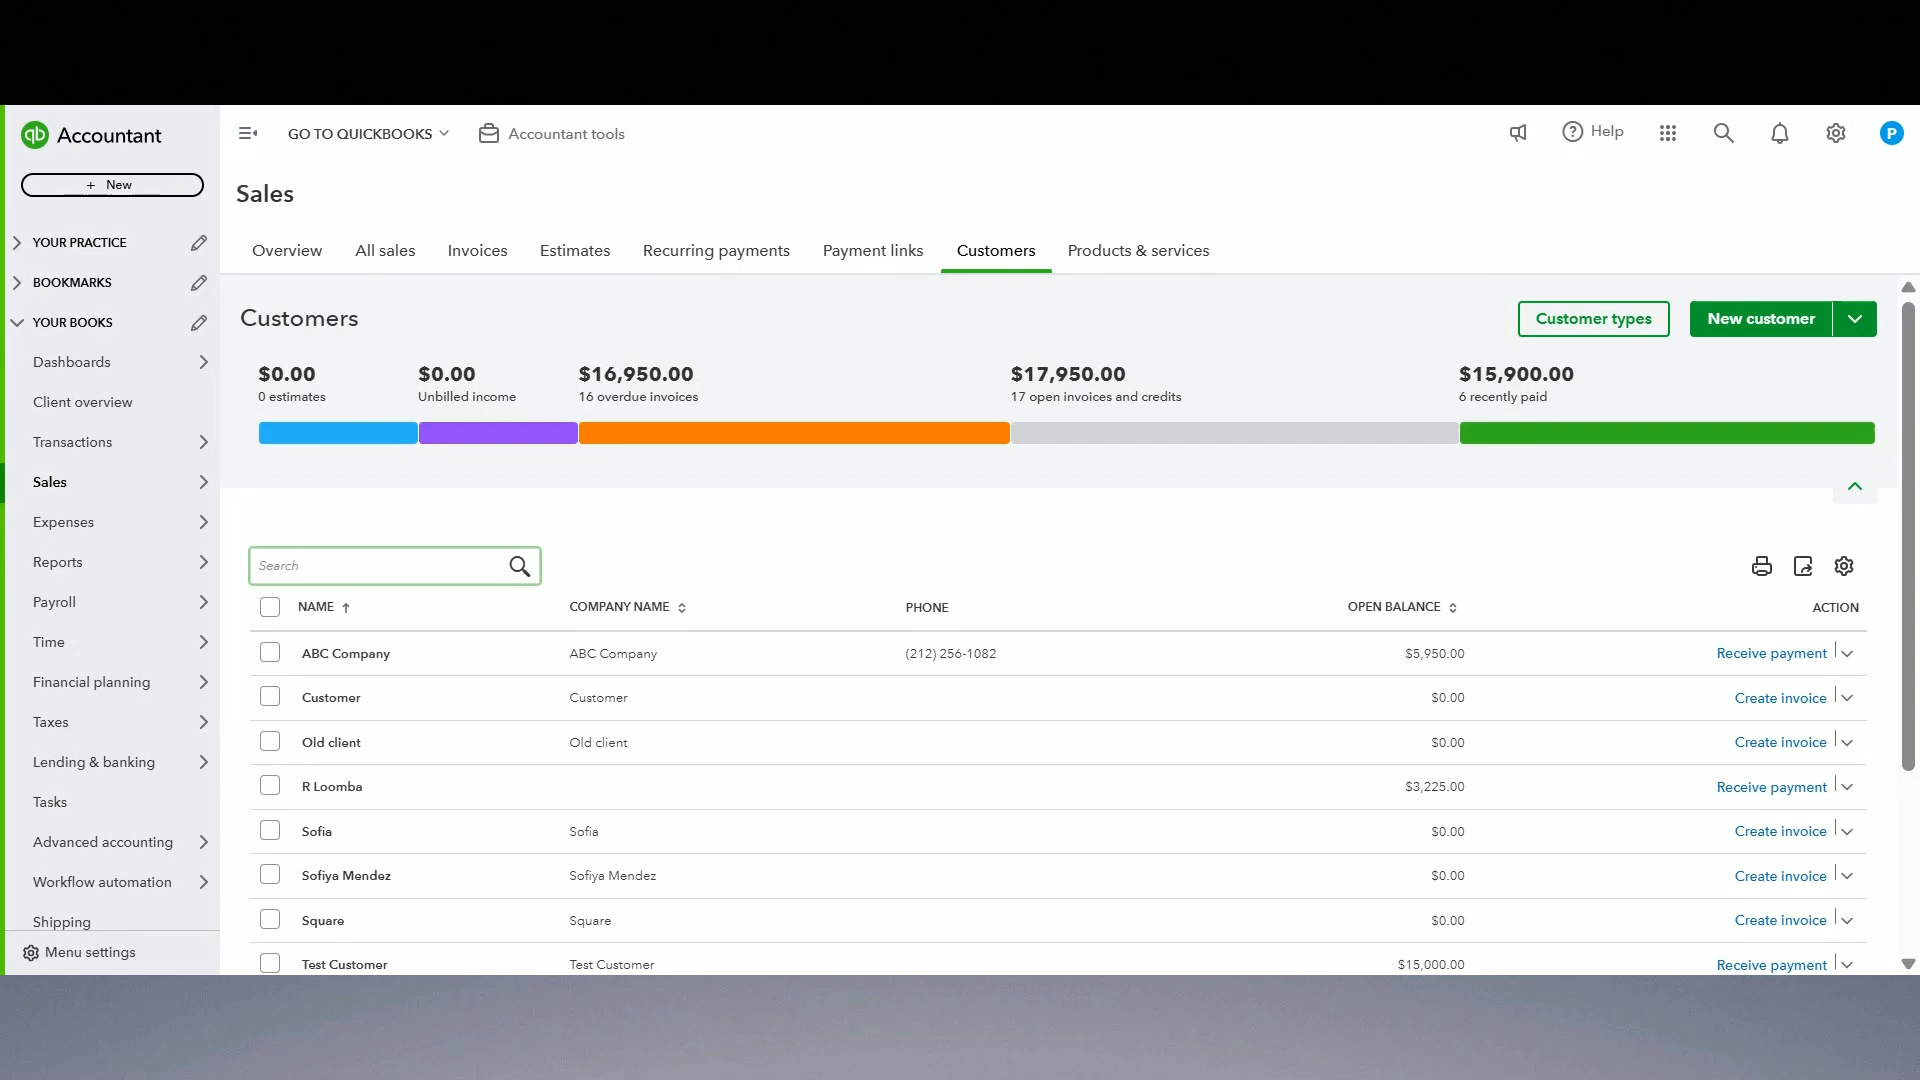 qb Accountant
+ New
YOUR PRACTICE
BOOKMARKS
YOUR BOOKS
Dashboards
Client overview
Transactions
Sales
Expenses
Reports
Payroll
Time
Financial planning
Taxes
Lending & banking
Tasks
Advanced accounting
Workflow automation
Shipping
Menu settings
GO TO QUICKBOOKS Accountant tools Help P
Sales
Overview All sales Invoices Estimates Recurring payments Payment links Customers Products & services
Customers Customer types New customer
$0.00 $0.00 $16,950.00 $17,950.00 $15,900.00
0 estimates Unbilled income 16 overdue invoices 17 open invoices and credits 6 recently paid
Search
NAME COMPANY NAME PHONE OPEN BALANCE ACTION
ABC Company ABC Company (212) 256-1082 $5,950.00 Receive payment
Customer Customer $0.00 Create invoice
Old client Old client $0.00 Create invoice
R Loomba $3,225.00 Receive payment
Sofia Sofia $0.00 Create invoice
Sofiya Mendez Sofiya Mendez $0.00 Create invoice
Square Square $0.00 Create invoice
Test Customer Test Customer $15,000.00 Receive payment